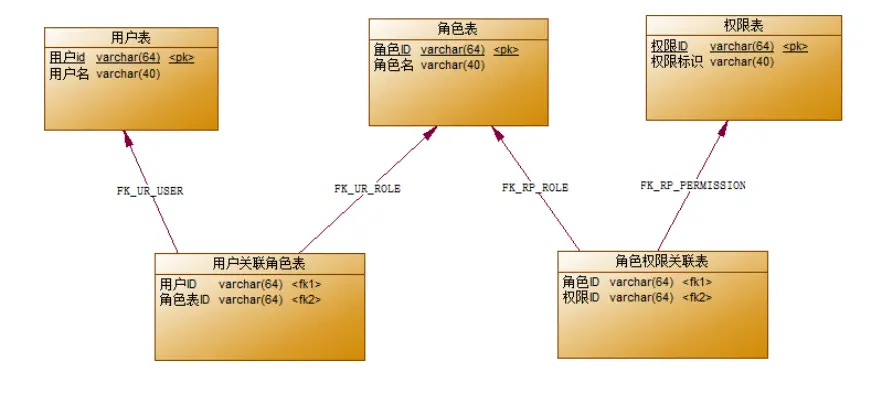 用户表
用户id varchar(64) <pk>
用户名 varchar(40)
角色表
角色ID varchar(64) <pk>
角色名 varchar(40)
权限表
权限ID varchar(64) <pk>
权限标识 varchar(40)
FK_UR_USER
FK_UR_ROLE
FK_RP_ROLE
FK_RP_PERMISSION
用户关联角色表
用户ID varchar(64) <fk1>
角色表ID varchar(64) <fk2>
角色权限关联表
角色ID varchar(64) <fk1>
权限ID varchar(64) <fk2>